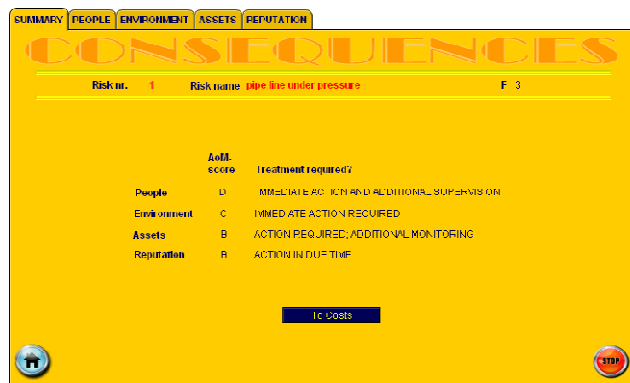 SUMMARY PEOPLE ENVIRONMENT ASSETS REPUTATION
CONSEQUENCES
Risk nr. 1 Risk name pipe line under pressure F 3
AoM-
score Treatment required?
People D IMMEDIATE ACTION AND ADDITIONAL SUPERVISION
Environment C IMMEDIATE ACTION REQUIRED
Assets B ACTION REQUIRED; ADDITIONAL MONITORING
Reputation B ACTION IN DUE TIME
To Costs
STOP